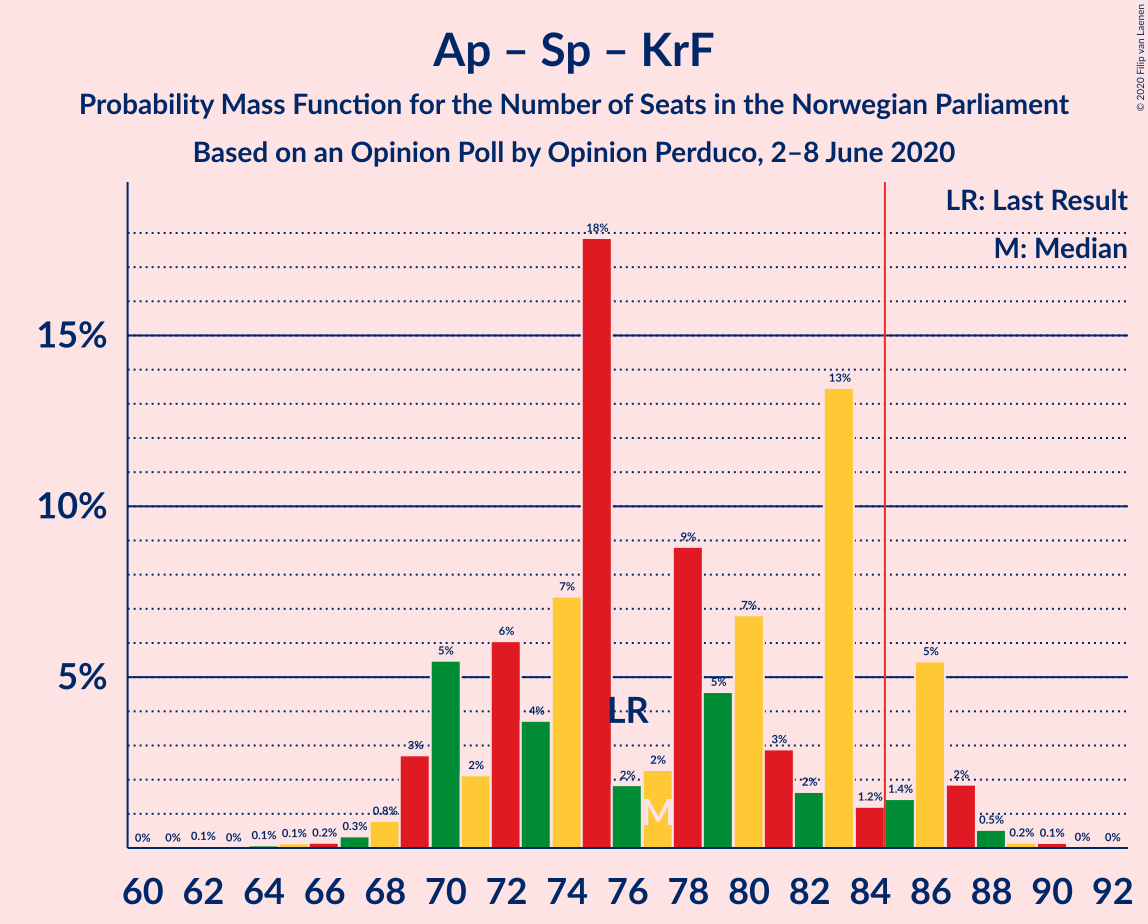 Ap – Sp – KrF
Probability Mass Function for the Number of Seats in the Norwegian Parliament
Based on an Opinion Poll by Opinion Perduco, 2–8 June 2020
© 2020 Filip van Laenen
LR: Last Result
M: Median
15%
10%
5%
0% 0% 0.1% 0% 0.1% 0.1% 0.2% 0.3% 0.8% 3% 5% 2% 6% 4% 7% 18% 2% 2% 9% 5% 7% 3% 2% 13% 1.2% 1.4% 5% 2% 0.5% 0.2% 0.1% 0% 0%
LR
M
60 62 64 66 68 70 72 74 76 78 80 82 84 86 88 90 92